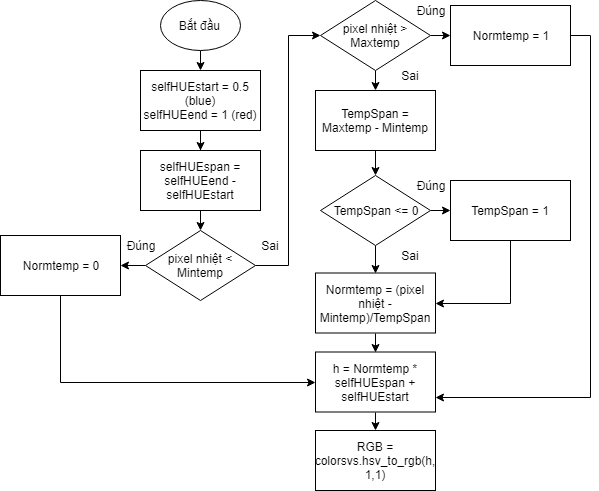 Bắt đầu
selfHUEstart = 0.5
(blue)
selfHUEend = 1 (red)
selfHUEspan =
selfHUEend -
selfHUEstart
pixel nhiệt <
Mintemp
Đúng
Sai
Normtemp = 0
pixel nhiệt >
Maxtemp
Đúng
Sai
Normtemp = 1
TempSpan =
Maxtemp - Mintemp
TempSpan <= 0
Đúng
Sai
TempSpan = 1
Normtemp = (pixel
nhiệt -
Mintemp)/TempSpan
h = Normtemp *
selfHUEspan +
selfHUEstart
RGB =
colorsvs.hsv_to_rgb(h,
1,1)